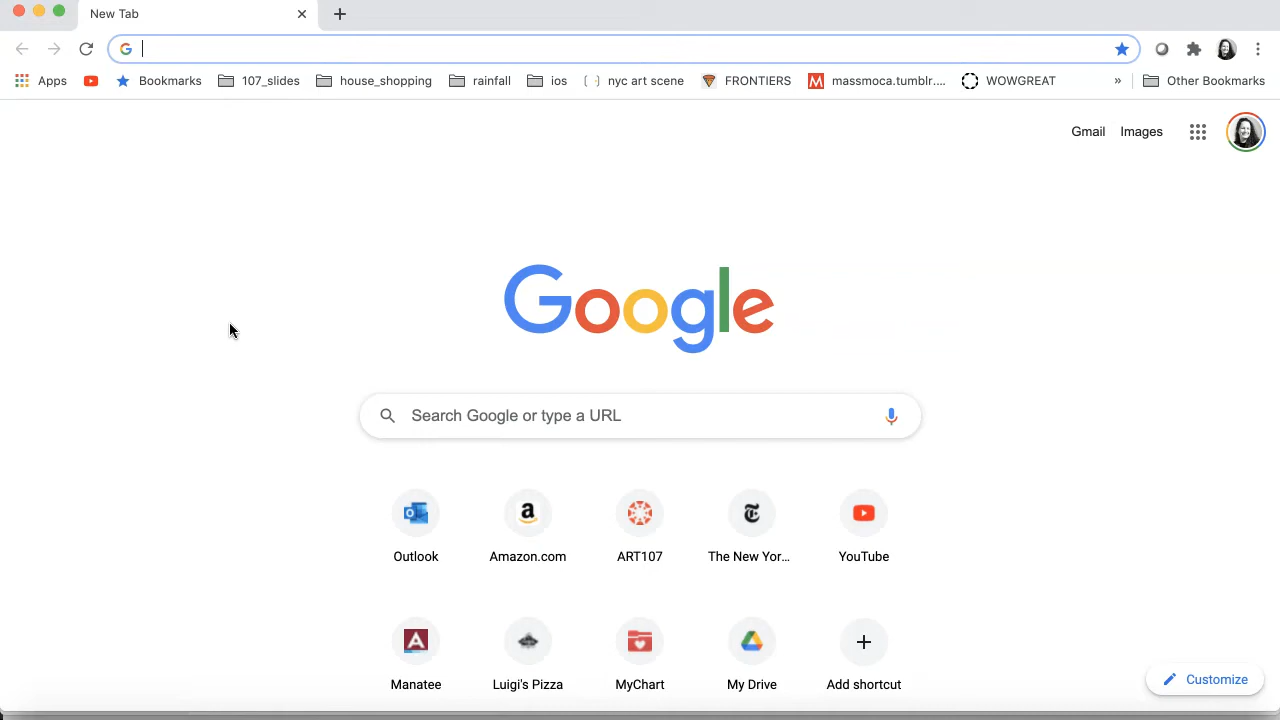 New Tab
Apps Bookmarks 107_slides house_shopping rainfall ios nyc art scene FRONTIERS massmoca.tumblr.... WOWGREAT » Other Bookmarks
Gmail Images
Google
Search Google or type a URL
Outlook Amazon.com ART107 The New Yor... YouTube
Manatee Luigi's Pizza MyChart My Drive Add shortcut
Customize